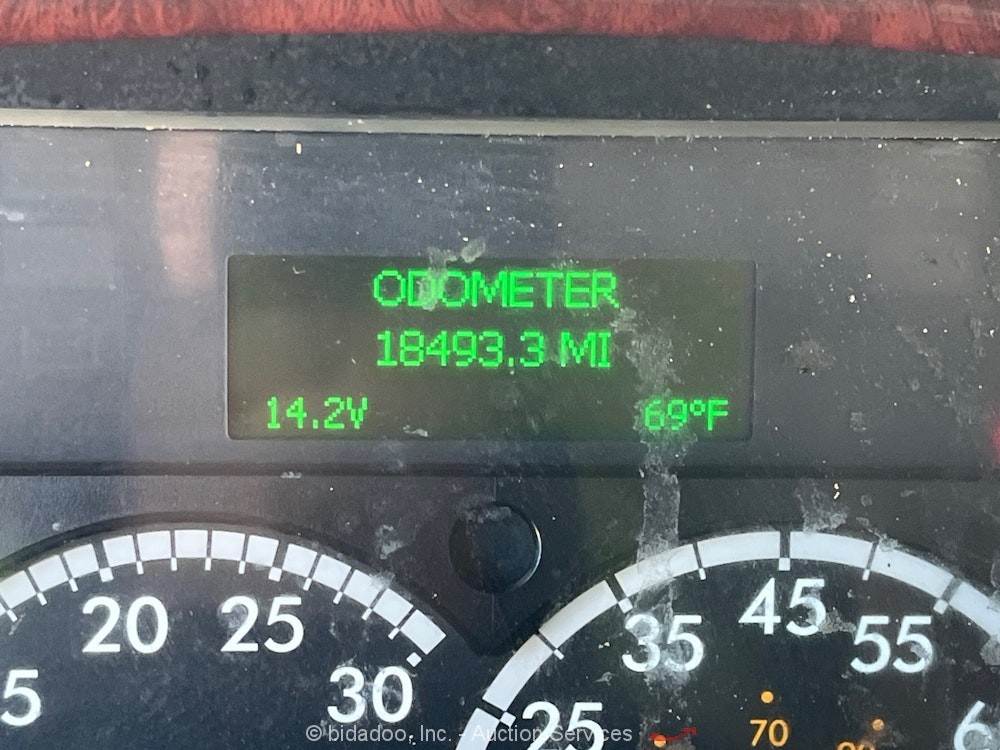 ODOMETER
18493.3 MI
14.2V 69°F
20 25 35 45 55
30 25 70
©bidadoo, Inc. - Auction Services